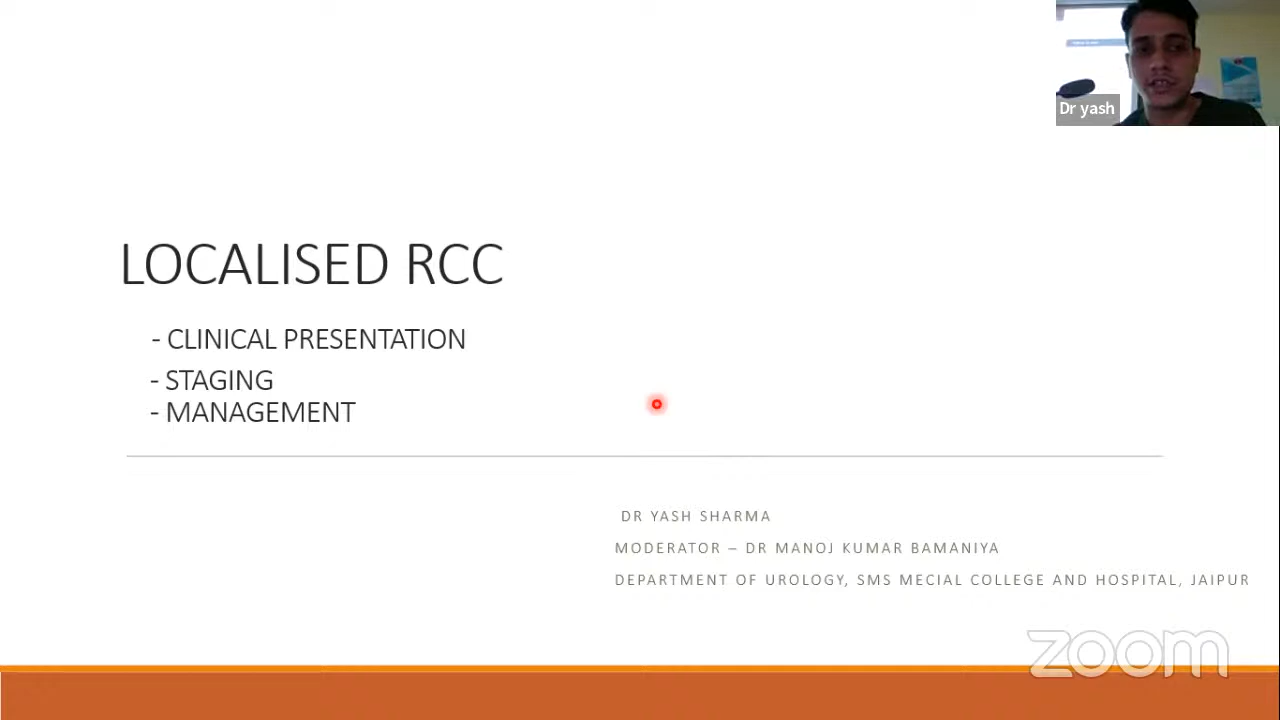 Dr yash
LOCALISED RCC
- CLINICAL PRESENTATION
- STAGING
- MANAGEMENT
DR YASH SHARMA
MODERATOR – DR MANOJ KUMAR BAMANIYA
DEPARTMENT OF UROLOGY, SMS MECIAL COLLEGE AND HOSPITAL, JAIPUR
zoom